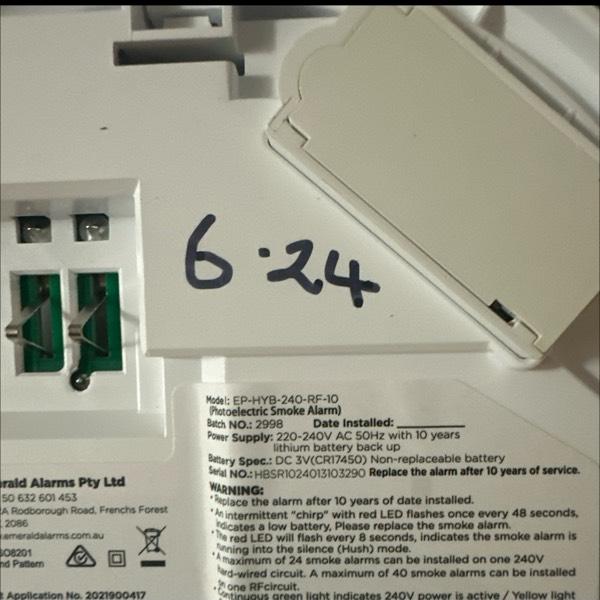 6.24
Model: EP-HYB-240-RF-10
(Photoelectric Smoke Alarm)
Batch NO.: 2998 Date Installed:
Power Supply: 220-240V AC 50Hz with 10 years
lithium battery back up
Battery Spec.: DC 3V(CR17450) Non-replaceable battery
Serial NO.: HBSR1024013103290 Replace the alarm after 10 years of service.
WARNING:
• Replace the alarm after 10 years of date installed.
• An intermittent "chirp" with red LED flashes once every 48 seconds,
indicates a low battery, Please replace the smoke alarm.
• The red LED will flash every 8 seconds, indicates the smoke alarm is
running into the silence (Hush) mode.
• A maximum of 24 smoke alarms can be installed on one 240V
hard-wired circuit. A maximum of 40 smoke alarms can be installed
on one RFcircuit.
• Continuous green light indicates 240V power is active / Yellow light
erald Alarms Pty Ltd
50 632 601 453
A Rodborough Road, Frenchs Forest
2086
.emeraldalarms.com.au
SO8201
nd Pattern
t Application No. 2021900417